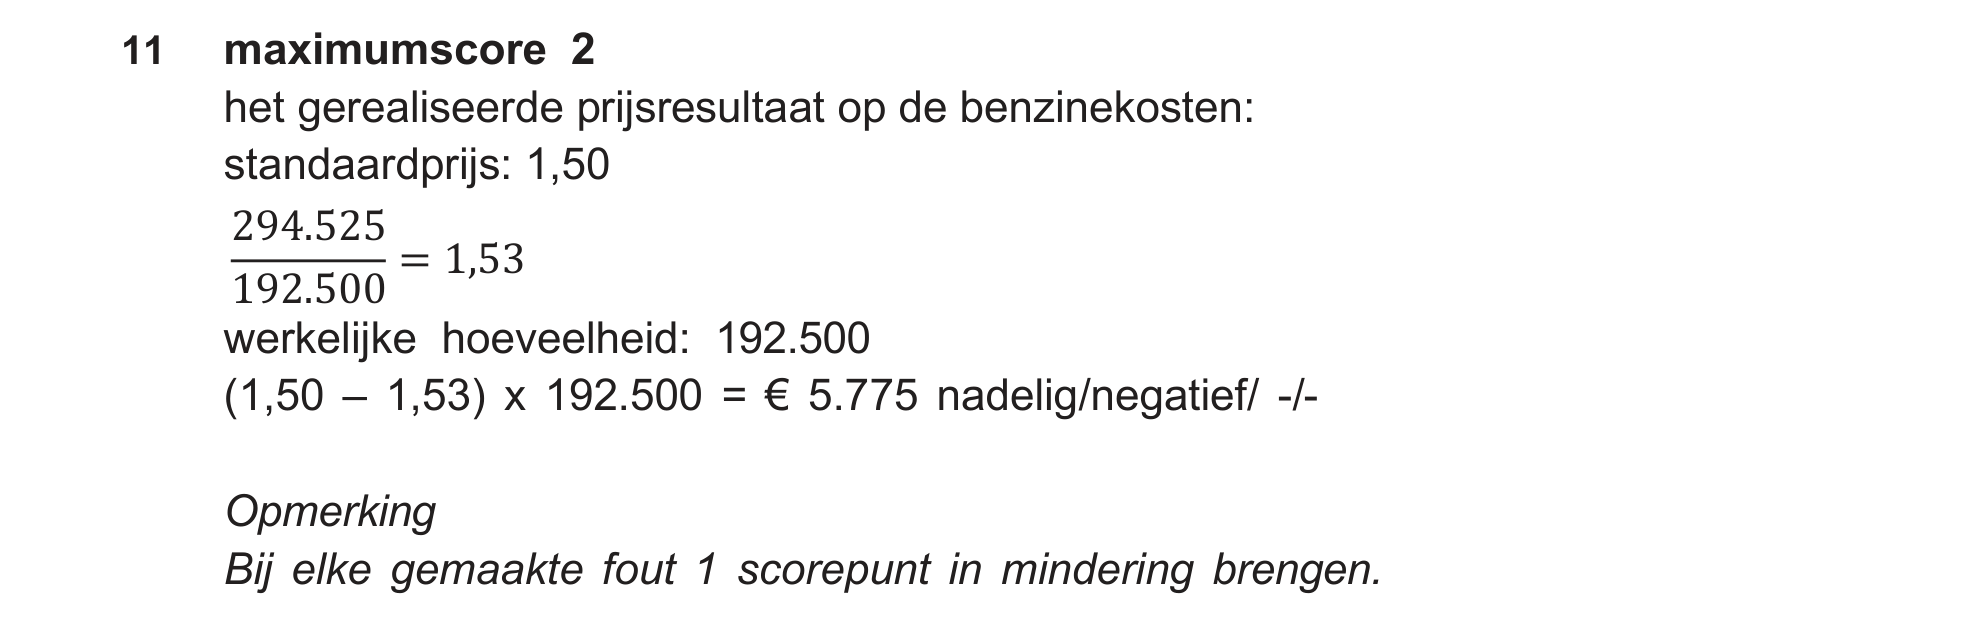 11 maximumscore 2
het gerealiseerde prijsresultaat op de benzinekosten:
standaardprijs: 1,50
294.525
192.500
= 1,53
werkelijke hoeveelheid: 192.500
(1,50 – 1,53) x 192.500 = € 5.775 nadelig/negatief/ -/-
Opmerking
Bij elke gemaakte fout 1 scorepunt in mindering brengen.